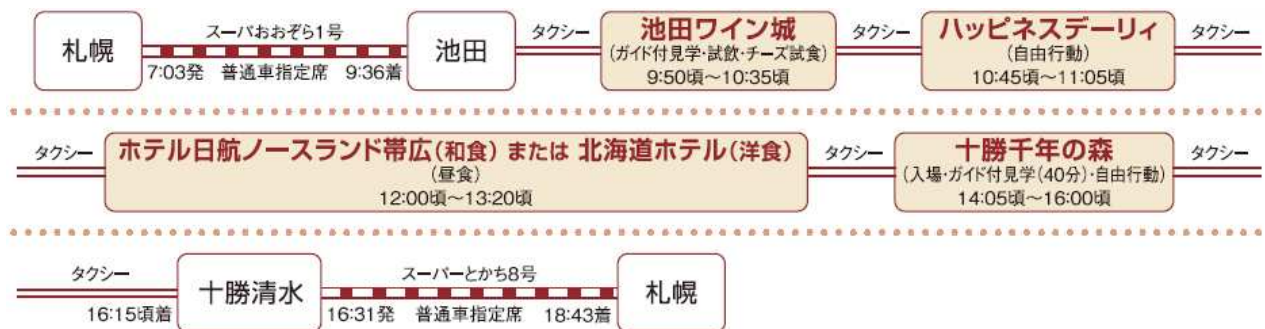 札幌
スーパおおぞら1号
7:03発 普通車指定席 9:36着
池田
タクシー
池田ワイン城
(ガイド付見学・試飲・チーズ試食)
9:50頃〜10:35頃
タクシー
ハッピネスデーリィ
(自由行動)
10:45頃〜11:05頃
タクシー
タクシー
ホテル日航ノースランド帯広(和食) または 北海道ホテル(洋食)
(昼食)
12:00頃〜13:20頃
タクシー
十勝千年の森
(入場・ガイド付見学(40分)・自由行動)
14:05頃〜16:00頃
タクシー
タクシー
16:15頃着
十勝清水
スーパーとかち8号
16:31発 普通車指定席 18:43着
札幌